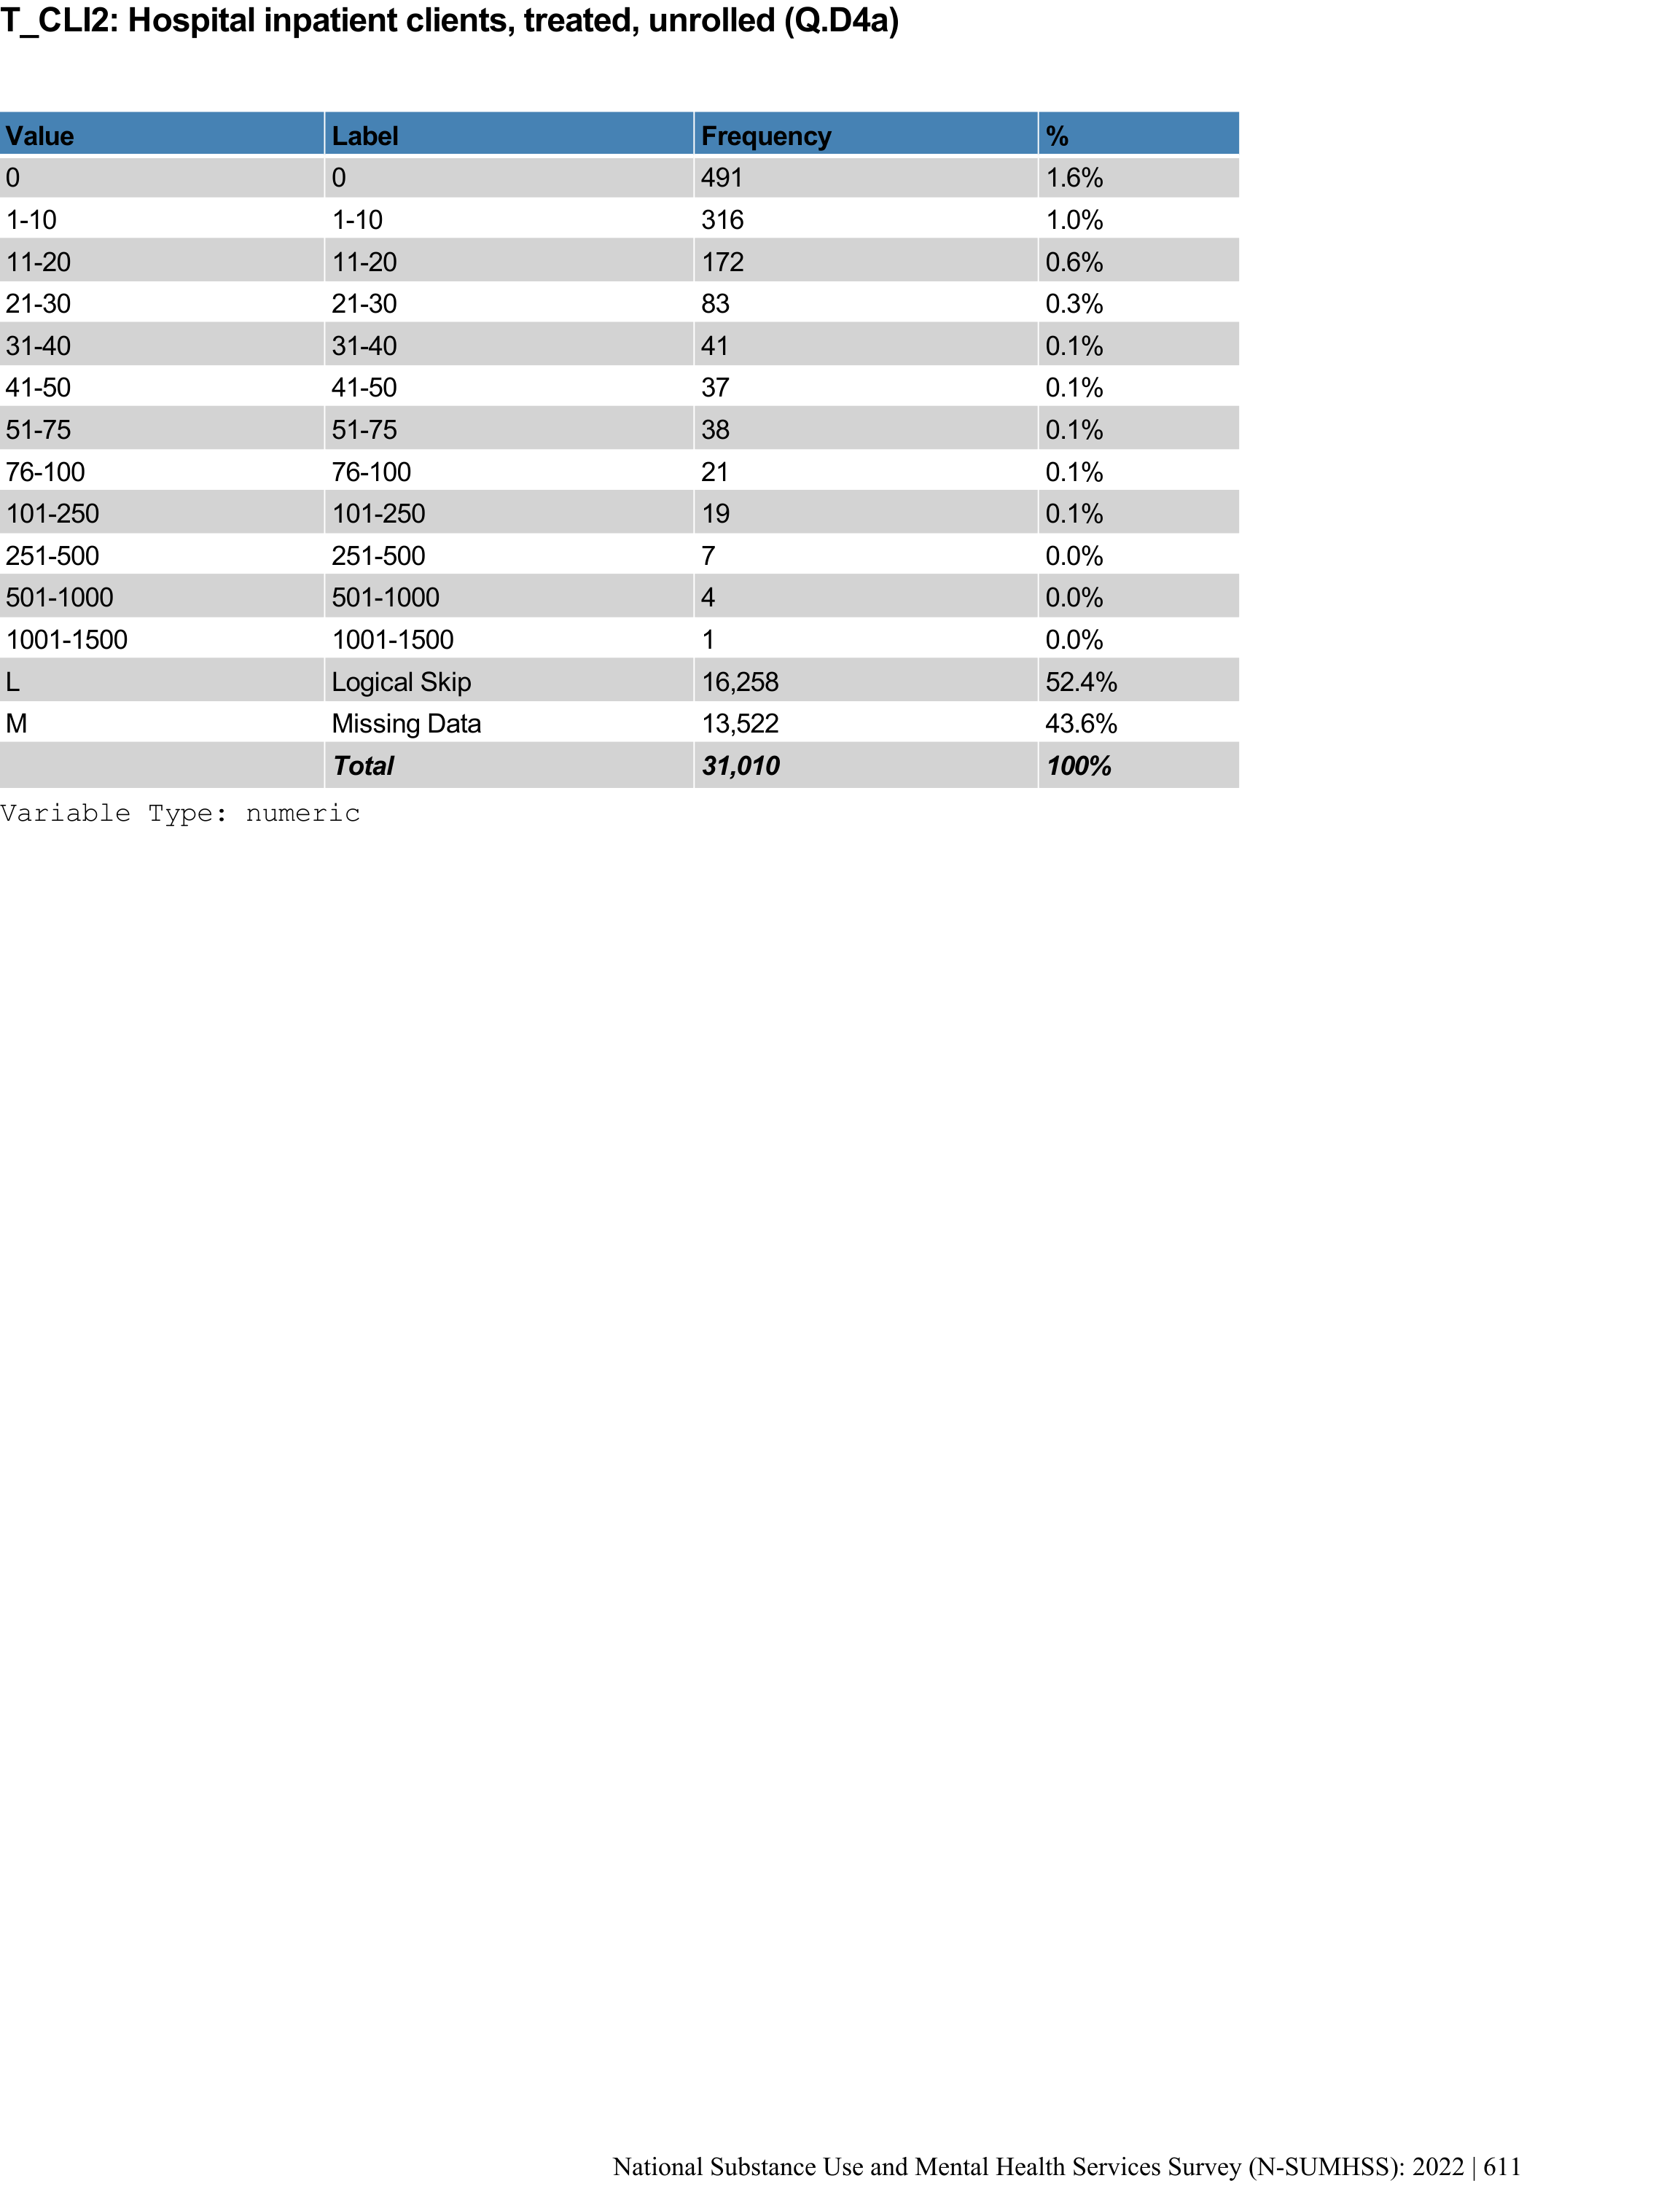 T_CLI2: Hospital inpatient clients, treated, unrolled (Q.D4a)
Value Label Frequency %
0 0 491 1.6%
1-10 1-10 316 1.0%
11-20 11-20 172 0.6%
21-30 21-30 83 0.3%
31-40 31-40 41 0.1%
41-50 41-50 37 0.1%
51-75 51-75 38 0.1%
76-100 76-100 21 0.1%
101-250 101-250 19 0.1%
251-500 251-500 7 0.0%
501-1000 501-1000 4 0.0%
1001-1500 1001-1500 1 0.0%
L Logical Skip 16,258 52.4%
M Missing Data 13,522 43.6%
Total 31,010 100%
Variable Type: numeric
National Substance Use and Mental Health Services Survey (N-SUMHSS): 2022 | 611